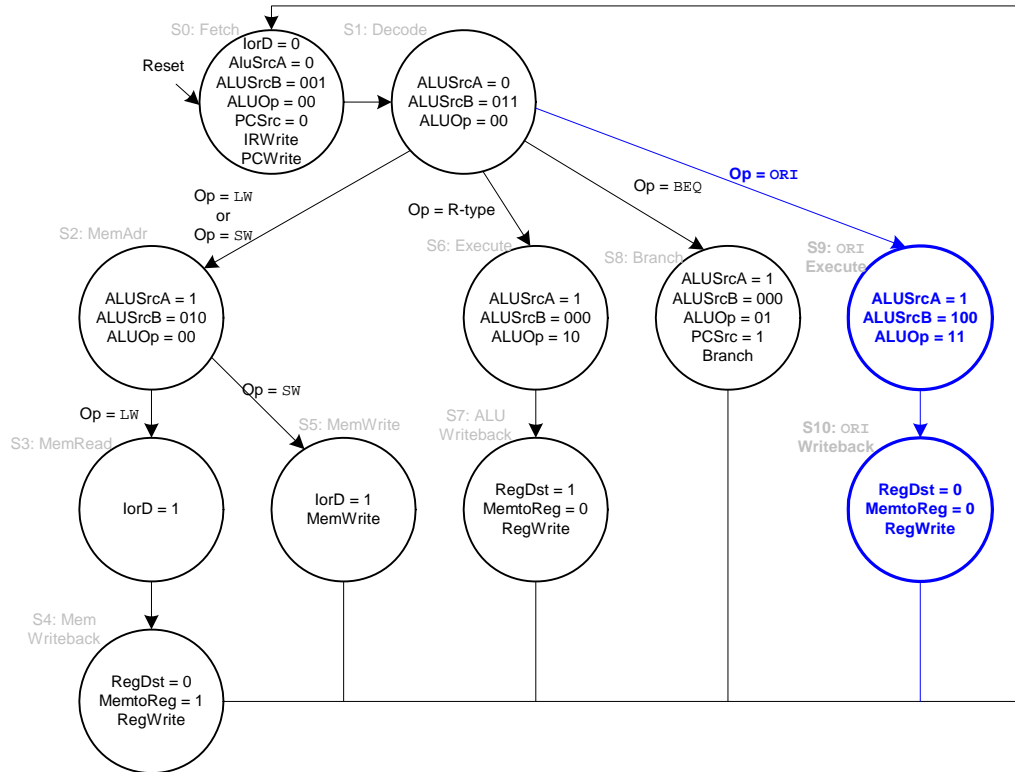 S0: Fetch
S1: Decode
Reset
IorD = 0
AluSrcA = 0
ALUSrcB = 001
ALUOp = 00
PCSrc = 0
IRWrite
PCWrite
ALUSrcA = 0
ALUSrcB = 011
ALUOp = 00
Op = LW
or
Op = SW
Op = R-type
Op = BEQ
Op = ORI
S2: MemAdr
ALUSrcA = 1
ALUSrcB = 010
ALUOp = 00
S6: Execute
ALUSrcA = 1
ALUSrcB = 000
ALUOp = 10
S8: Branch
ALUSrcA = 1
ALUSrcB = 000
ALUOp = 01
PCSrc = 1
Branch
S9: ORI
Execute
ALUSrcA = 1
ALUSrcB = 100
ALUOp = 11
Op = LW
Op = SW
S3: MemRead
IorD = 1
S5: MemWrite
IorD = 1
MemWrite
S7: ALU
Writeback
RegDst = 1
MemtoReg = 0
RegWrite
S10: ORI
Writeback
RegDst = 0
MemtoReg = 0
RegWrite
S4: Mem
Writeback
RegDst = 0
MemtoReg = 1
RegWrite